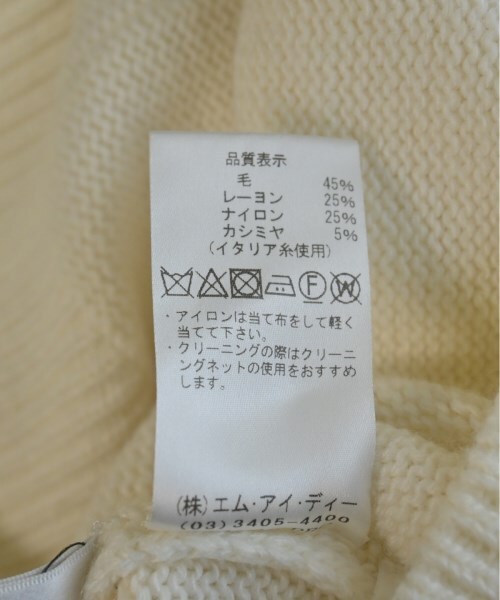 品質表示
毛 45%
レーヨン 25%
ナイロン 25%
カシミヤ 5%
(イタリア糸使用)
F W
・アイロンは当て布をして軽く
当てて下さい。
・クリーニングの際はクリーニ
ングネットの使用をおすすめ
します。
(株)エム・アイ・ディー
(03)3405-4409